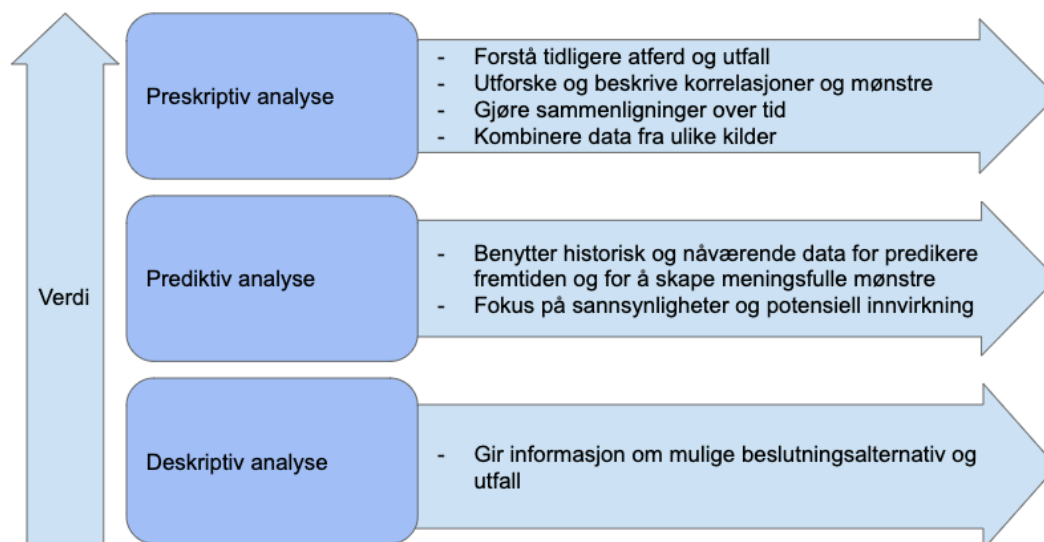 Verdi
Preskriptiv analyse
- Forstå tidligere atferd og utfall
- Utforske og beskrive korrelasjoner og mønstre
- Gjøre sammenligninger over tid
- Kombinere data fra ulike kilder
Prediktiv analyse
- Benytter historisk og nåværende data for predikere
fremtiden og for å skape meningsfulle mønstre
- Fokus på sannsynligheter og potensiell innvirkning
Deskriptiv analyse
- Gir informasjon om mulige beslutningsalternativ og
utfall